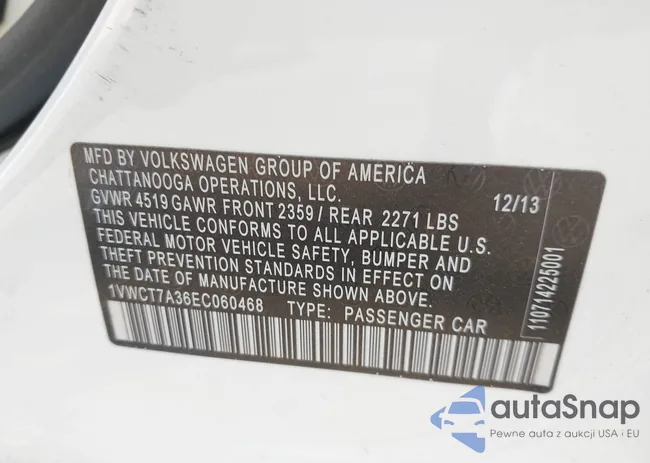 MFD BY VOLKSWAGEN GROUP OF AMERICA
CHATTANOOGA OPERATIONS, LLC.
GVWR 4519 GAWR FRONT 2359 / REAR 2271 LBS 12/13
THIS VEHICLE CONFORMS TO ALL APPLICABLE U.S.
FEDERAL MOTOR VEHICLE SAFETY, BUMPER AND
THEFT PREVENTION STANDARDS IN EFFECT ON
THE DATE OF MANUFACTURE SHOWN ABOVE.
1VWCT7A36EC060468 TYPE: PASSENGER CAR
110714225001
autaSnap
Pewne auta z aukcji USA i EU